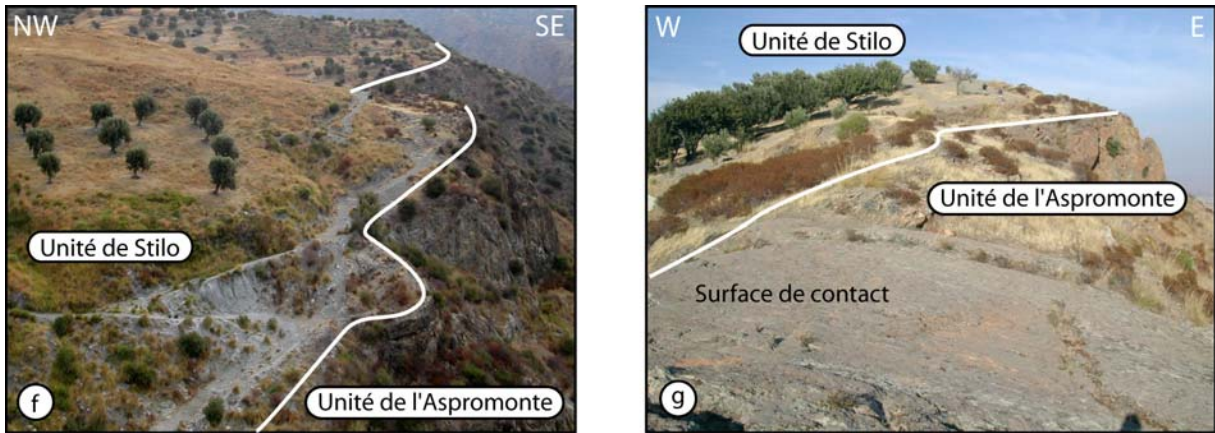 NW
SE
Unité de Stilo
Unité de l'Aspromonte
f
W
E
Unité de Stilo
Unité de l'Aspromonte
Surface de contact
g